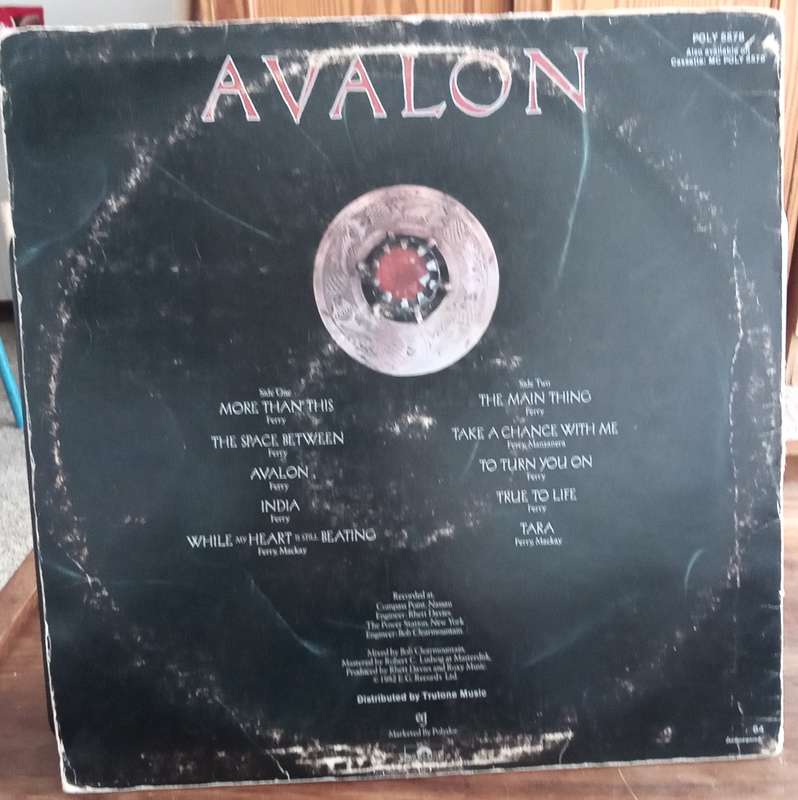 AVALON
POLY 5578
Also available on
Cassette: MC POLY 5578
Side One
MORE THAN THIS
Ferry
THE SPACE BETWEEN
Ferry
AVALON
Ferry
INDIA
Ferry
WHILE MY HEART IS STILL BEATING
Ferry, Mackay
Side Two
THE MAIN THING
Ferry
TAKE A CHANCE WITH ME
Ferry, Manzanera
TO TURN YOU ON
Ferry
TRUE TO LIFE
Ferry
TARA
Ferry, Mackay
Recorded at
Compass Point, Nassau
Engineer-Rhett Davies
The Power Station, New York
Engineer-Bob Clearmountain
Mixed by Bob Clearmountain,
Mastered by Robert C. Ludwig at Masterdisk,
Produced by Rhett Davies and Roxy Music
© 1982 E.G. Records Ltd.
Distributed by Trutone Music
EG
Marketed By Polydor
64